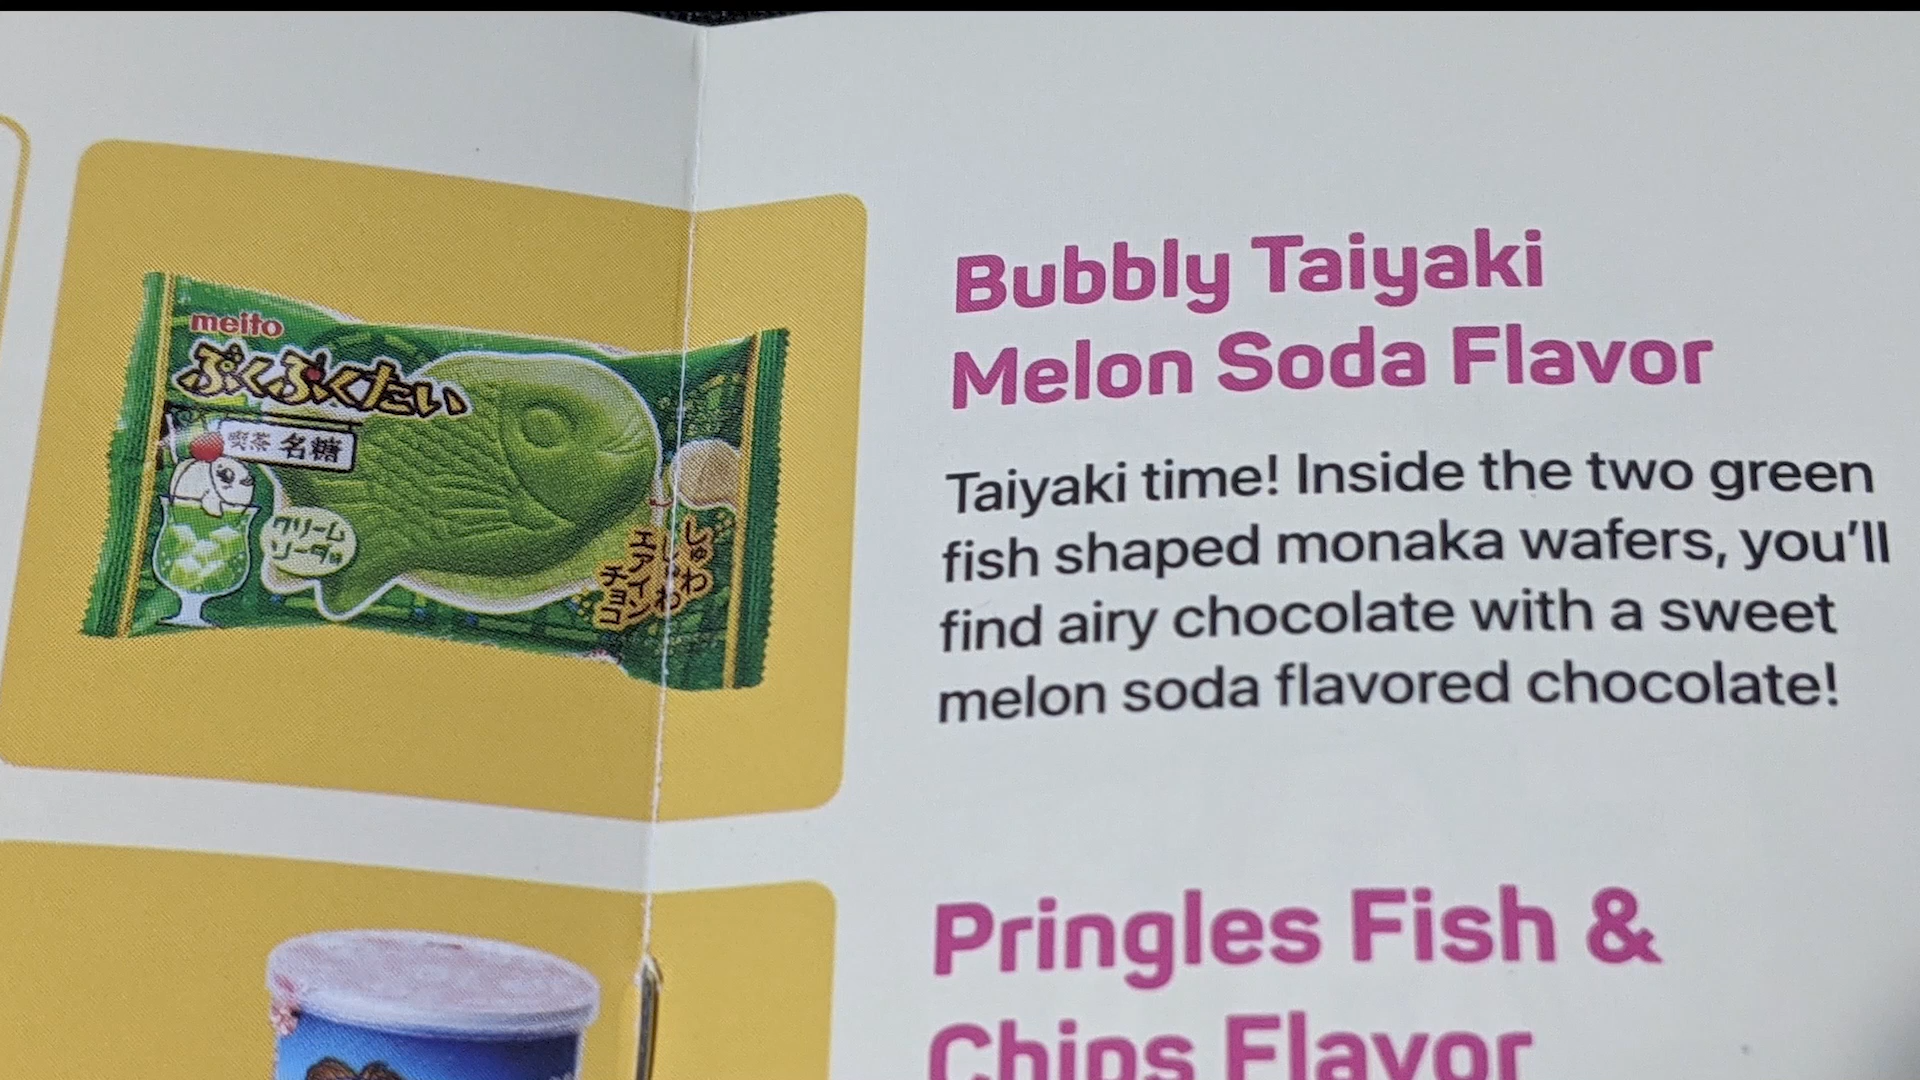 meito
ぷくぷくたい
喫茶 名糖
クリーム
ソーダ味
しゅわ
しゅわ
エアイン
チョコ
Bubbly Taiyaki
Melon Soda Flavor
Taiyaki time! Inside the two green
fish shaped monaka wafers, you'll
find airy chocolate with a sweet
melon soda flavored chocolate!
Pringles Fish &
Chips Flavor